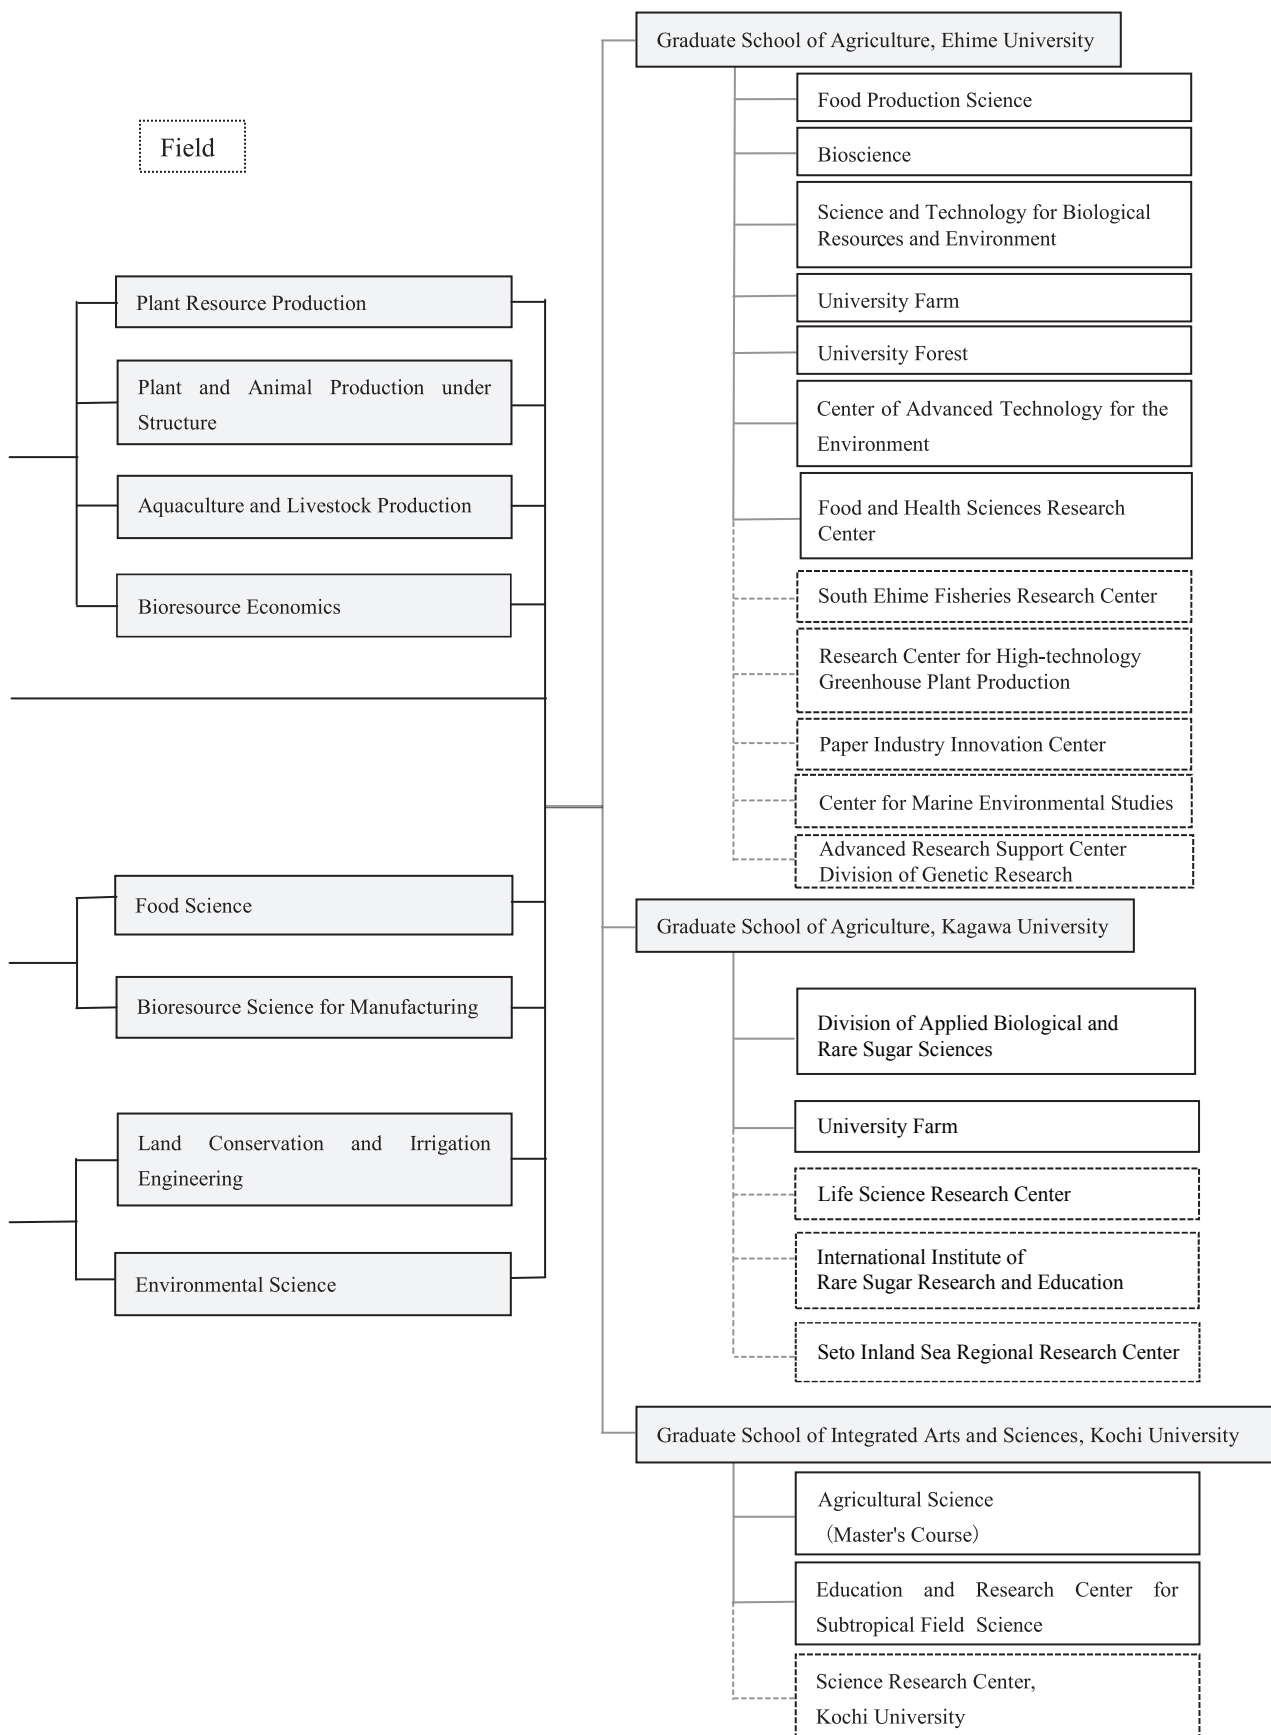 Field
Plant Resource Production
Plant and Animal Production under
Structure
Aquaculture and Livestock Production
Bioresource Economics
Food Science
Bioresource Science for Manufacturing
Land Conservation and Irrigation
Engineering
Environmental Science
Graduate School of Agriculture, Ehime University
Food Production Science
Bioscience
Science and Technology for Biological
Resources and Environment
University Farm
University Forest
Center of Advanced Technology for the
Environment
Food and Health Sciences Research
Center
South Ehime Fisheries Research Center
Research Center for High-technology
Greenhouse Plant Production
Paper Industry Innovation Center
Center for Marine Environmental Studies
Advanced Research Support Center
Division of Genetic Research
Graduate School of Agriculture, Kagawa University
Division of Applied Biological and
Rare Sugar Sciences
University Farm
Life Science Research Center
International Institute of
Rare Sugar Research and Education
Seto Inland Sea Regional Research Center
Graduate School of Integrated Arts and Sciences, Kochi University
Agricultural Science
（Master's Course）
Education and Research Center for
Subtropical Field Science
Science Research Center,
Kochi University